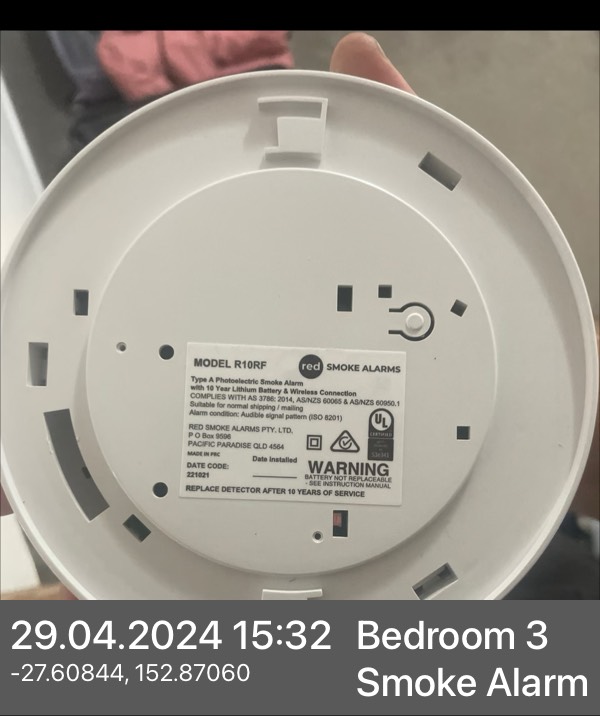 MODEL R10RF
red SMOKE ALARMS
Type A Photoelectric Smoke Alarm
with 10 Year Lithium Battery & Wireless Connection
COMPLIES WITH AS 3786: 2014, AS/NZS 60065 & AS/NZS 60950.1
Suitable for normal shipping / mailing
Alarm condition: Audible signal pattern (ISO 8201)
RED SMOKE ALARMS PTY. LTD.
P O Box 9596
PACIFIC PARADISE QLD 4564
MADE IN PRC
DATE CODE:
221021
Date installed
UL
CERTIFIED
WARNING
BATTERY NOT REPLACEABLE
- SEE INSTRUCTION MANUAL
REPLACE DETECTOR AFTER 10 YEARS OF SERVICE
29.04.2024 15:32
-27.60844, 152.87060
Bedroom 3
Smoke Alarm